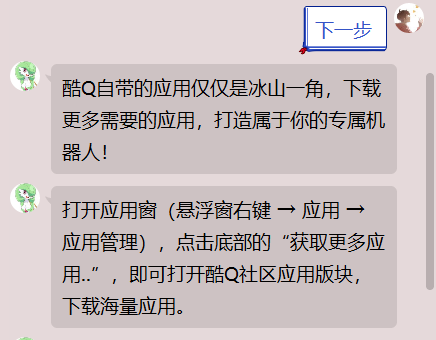 下一步
酷Q自带的应用仅仅是冰山一角，下载
更多需要的应用，打造属于你的专属机
器人！
打开应用窗（悬浮窗右键 → 应用 →
应用管理），点击底部的“获取更多应
用..”，即可打开酷Q社区应用版块，
下载海量应用。